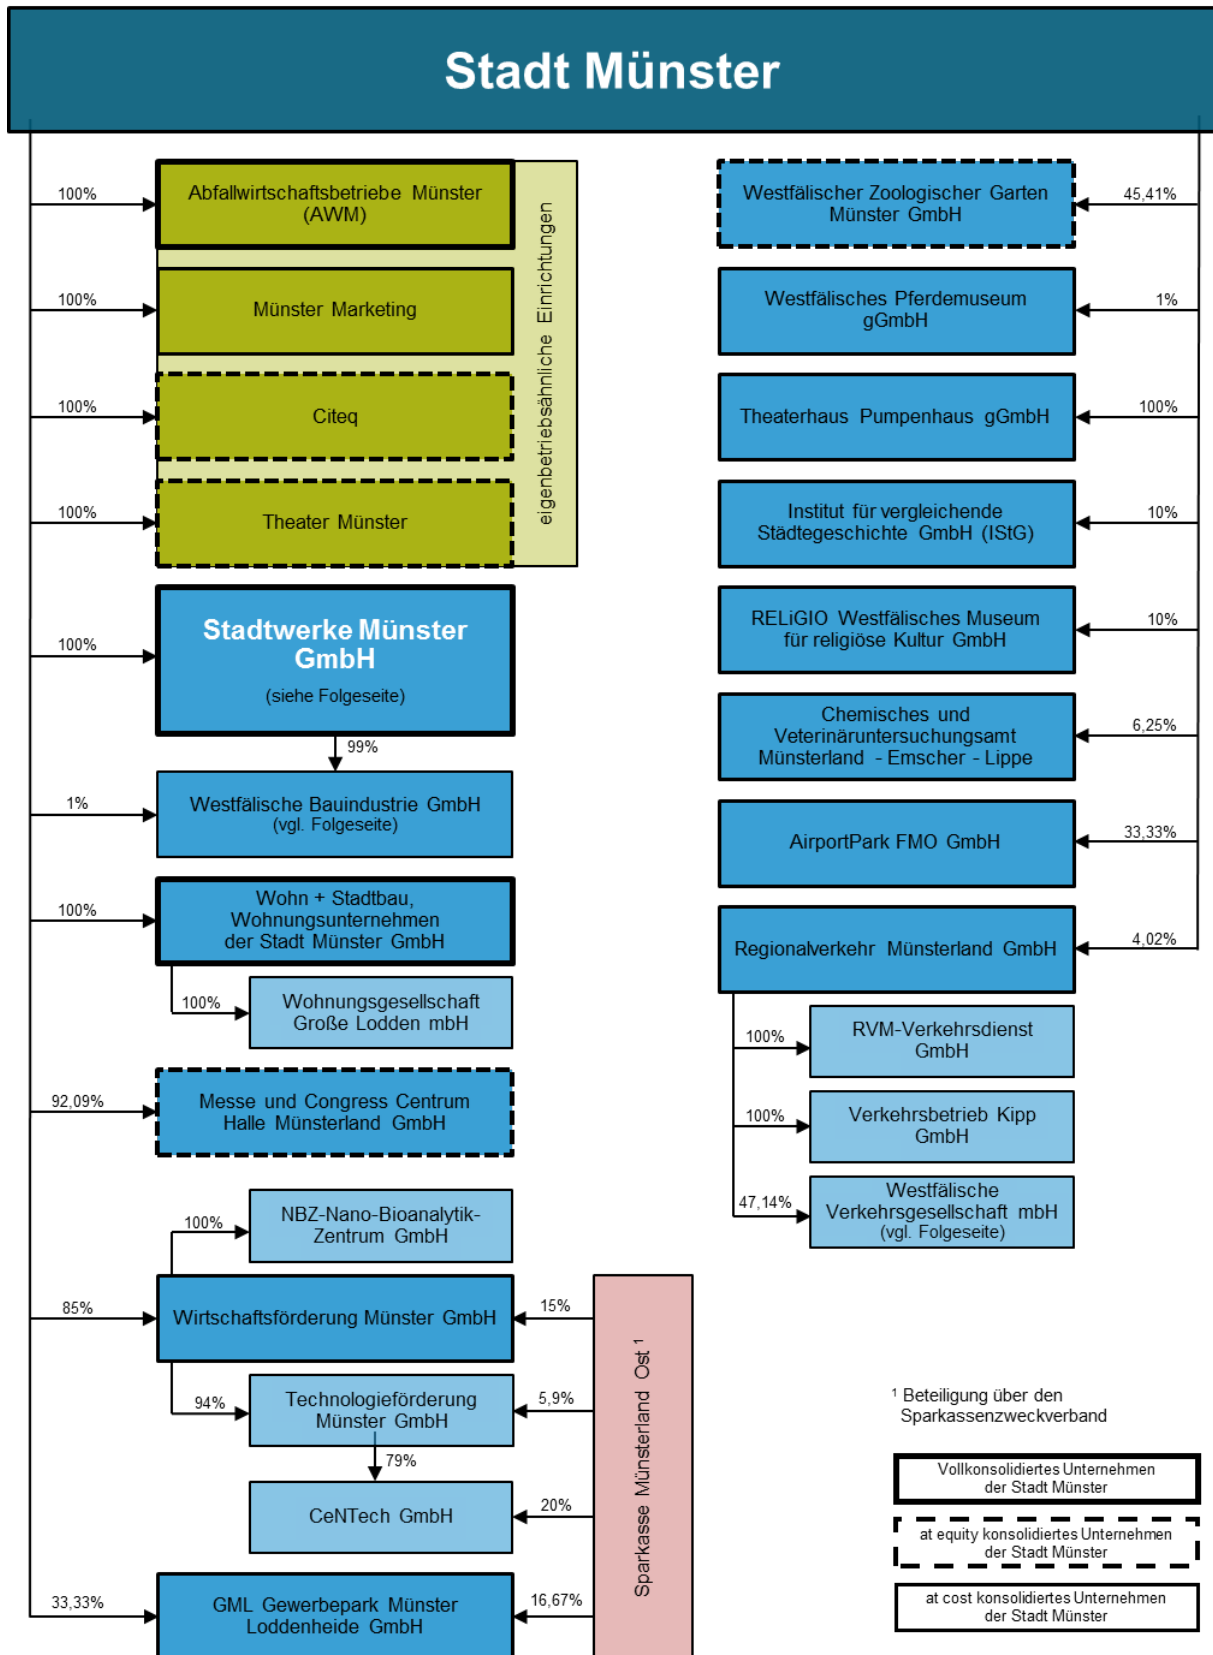 Stadt Münster
100%
Abfallwirtschaftsbetriebe Münster
(AWM)
100%
Münster Marketing
100%
Citeq
100%
Theater Münster
eigenbetriebsähnliche Einrichtungen
100%
Stadtwerke Münster
GmbH
(siehe Folgeseite)
99%
1%
Westfälische Bauindustrie GmbH
(vgl. Folgeseite)
100%
Wohn + Stadtbau,
Wohnungsunternehmen
der Stadt Münster GmbH
100%
Wohnungsgesellschaft
Große Lodden mbH
92,09%
Messe und Congress Centrum
Halle Münsterland GmbH
100%
NBZ-Nano-Bioanalytik-
Zentrum GmbH
85%
Wirtschaftsförderung Münster GmbH
15%
94%
Technologieförderung
Münster GmbH
5,9%
79%
CeNTech GmbH
20%
33,33%
GML Gewerbepark Münster
Loddenheide GmbH
16,67%
Sparkasse Münsterland Ost ¹
Westfälischer Zoologischer Garten
Münster GmbH
45,41%
Westfälisches Pferdemuseum
gGmbH
1%
Theaterhaus Pumpenhaus gGmbH
100%
Institut für vergleichende
Städtegeschichte GmbH (IStG)
10%
RELiGIO Westfälisches Museum
für religiöse Kultur GmbH
10%
Chemisches und
Veterinäruntersuchungsamt
Münsterland - Emscher - Lippe
6,25%
AirportPark FMO GmbH
33,33%
Regionalverkehr Münsterland GmbH
4,02%
100%
RVM-Verkehrsdienst
GmbH
100%
Verkehrsbetrieb Kipp
GmbH
47,14%
Westfälische
Verkehrsgesellschaft mbH
(vgl. Folgeseite)
¹ Beteiligung über den
Sparkassenzweckverband
Vollkonsolidiertes Unternehmen
der Stadt Münster
at equity konsolidiertes Unternehmen
der Stadt Münster
at cost konsolidiertes Unternehmen
der Stadt Münster